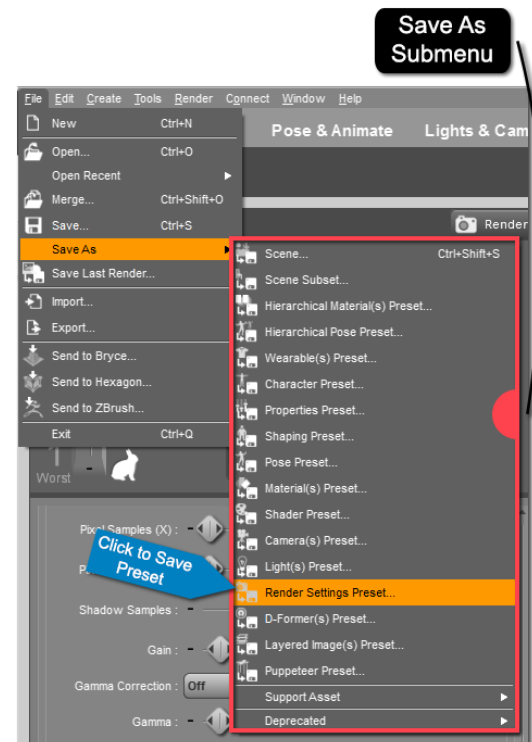 Save As
Submenu
File Edit Create Tools Render Connect Window Help
New Ctrl+N
Pose & Animate Lights & Cam
Open... Ctrl+O
Open Recent
Merge... Ctrl+Shift+O
Save... Ctrl+S
Render
Save As
Scene... Ctrl+Shift+S
Save Last Render...
Scene Subset...
Import...
Hierarchical Material(s) Preset...
Export...
Hierarchical Pose Preset...
Send to Bryce...
Wearable(s) Preset...
Send to Hexagon...
Character Preset...
Send to ZBrush...
Properties Preset...
Exit Ctrl+Q
Shaping Preset...
Pose Preset...
Worst
Material(s) Preset...
Shader Preset...
Pixel Samples (X) :
Camera(s) Preset...
Click to Save
Preset
Light(s) Preset...
Render Settings Preset...
Shadow Samples :
D-Former(s) Preset...
Gain :
Layered Image(s) Preset...
Puppeteer Preset...
Gamma Correction : Off
Support Asset
Gamma :
Deprecated